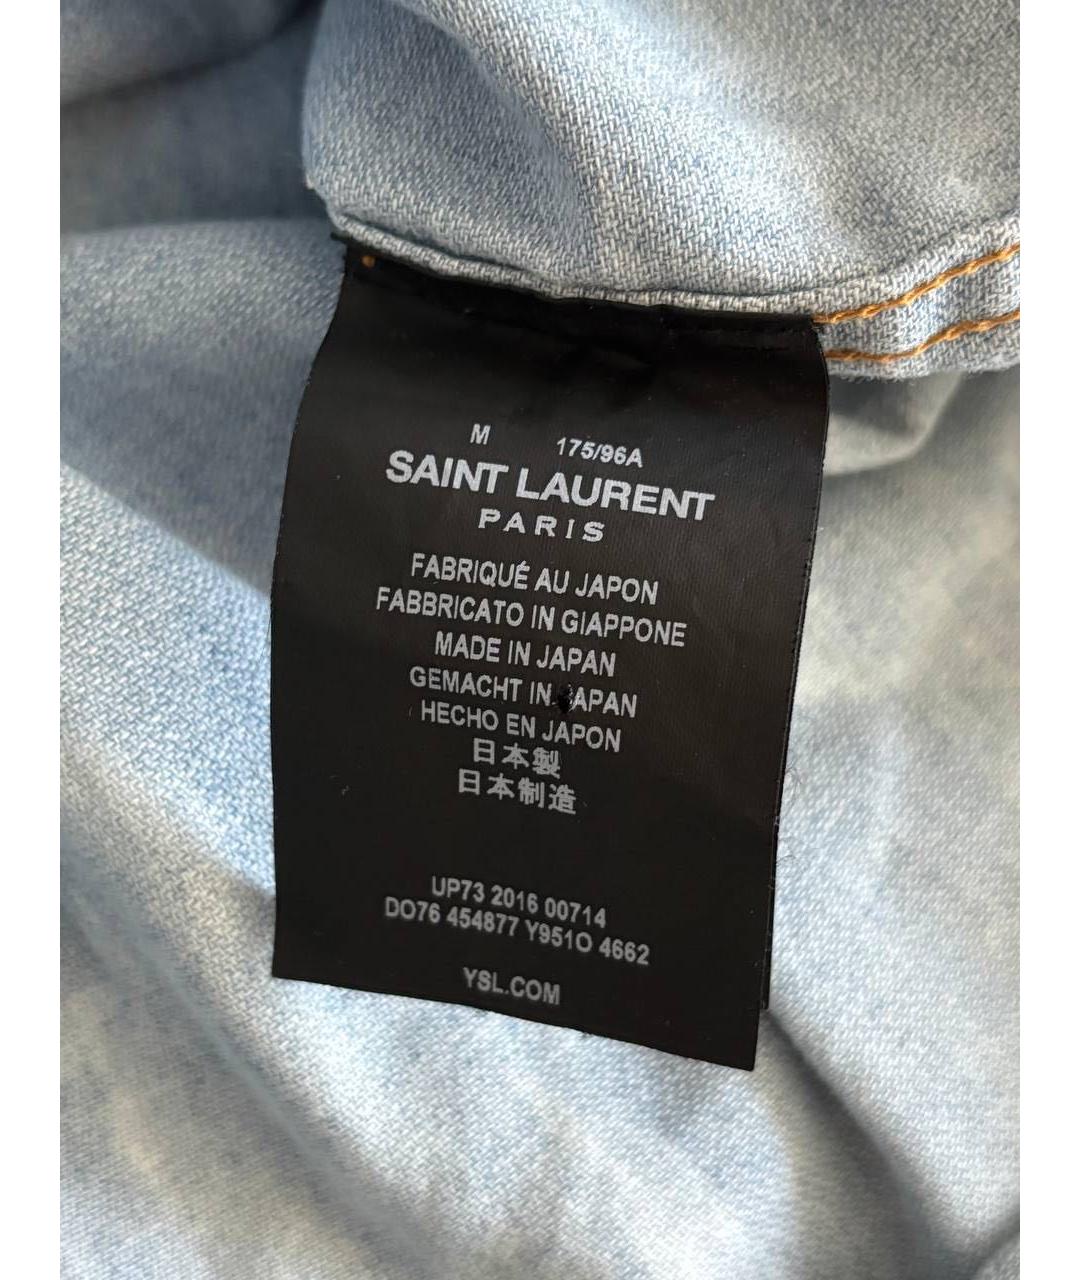 M 175/96A
SAINT LAURENT
PARIS
FABRIQUÉ AU JAPON
FABBRICATO IN GIAPPONE
MADE IN JAPAN
GEMACHT IN JAPAN
HECHO EN JAPON
日本製
日本制造
UP73 2016 00714
DO76 454877 Y951O 4662
YSL.COM